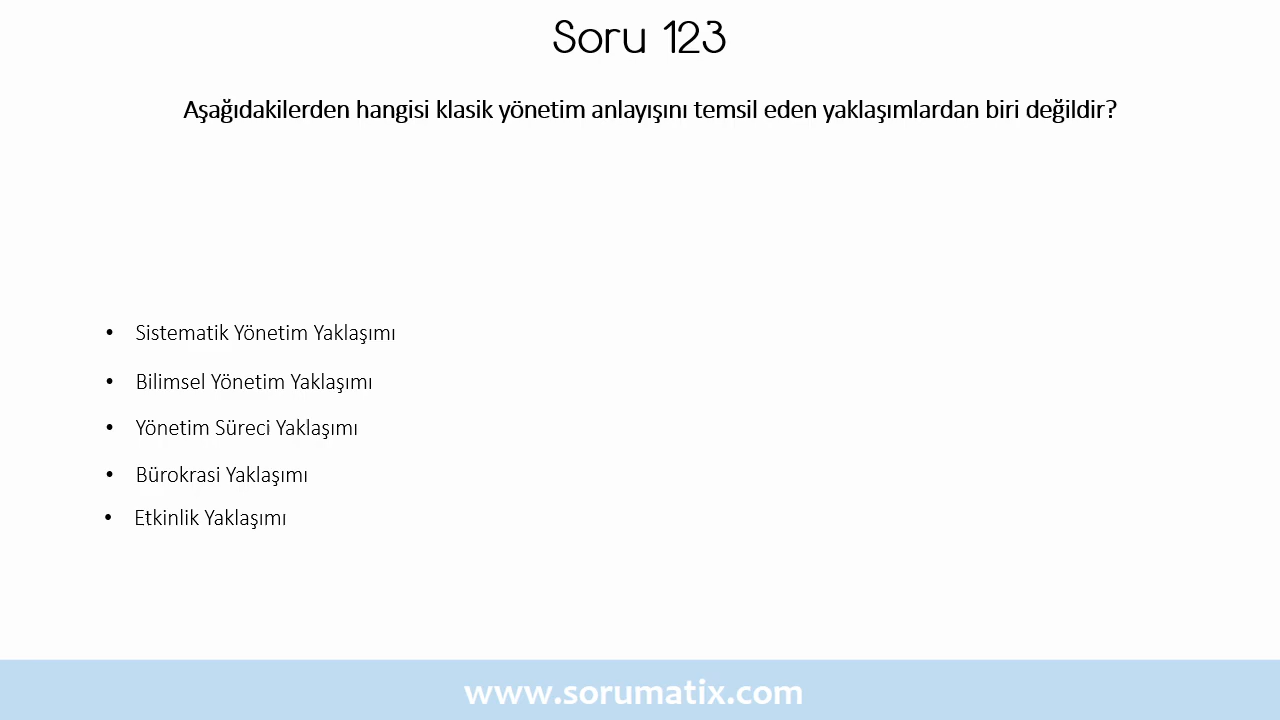 Soru 123
Aşağıdakilerden hangisi klasik yönetim anlayışını temsil eden yaklaşımlardan biri değildir?
• Sistematik Yönetim Yaklaşımı
• Bilimsel Yönetim Yaklaşımı
• Yönetim Süreci Yaklaşımı
• Bürokrasi Yaklaşımı
• Etkinlik Yaklaşımı
www.sorumatix.com